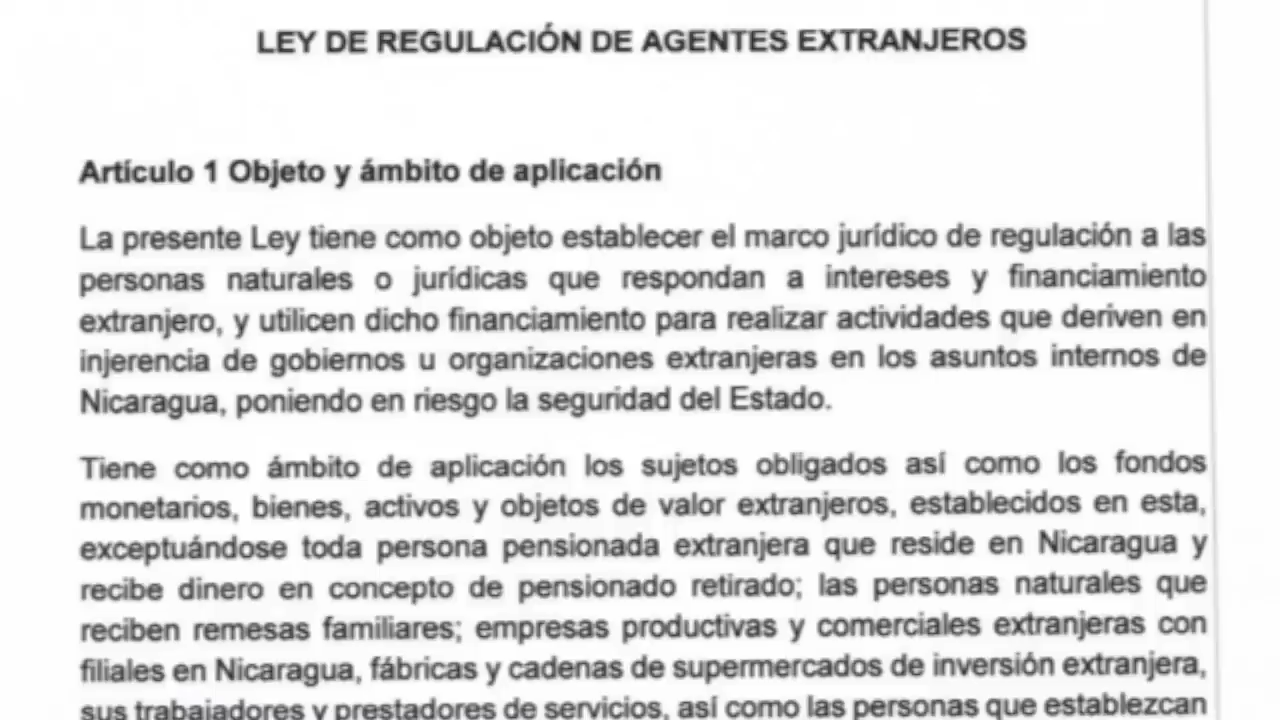 LEY DE REGULACIÓN DE AGENTES EXTRANJEROS
Artículo 1 Objeto y ámbito de aplicación
La presente Ley tiene como objeto establecer el marco jurídico de regulación a las
personas naturales o jurídicas que respondan a intereses y financiamiento
extranjero, y utilicen dicho financiamiento para realizar actividades que deriven en
injerencia de gobiernos u organizaciones extranjeras en los asuntos internos de
Nicaragua, poniendo en riesgo la seguridad del Estado.
Tiene como ámbito de aplicación los sujetos obligados así como los fondos
monetarios, bienes, activos y objetos de valor extranjeros, establecidos en esta,
exceptuándose toda persona pensionada extranjera que reside en Nicaragua y
recibe dinero en concepto de pensionado retirado; las personas naturales que
reciben remesas familiares; empresas productivas y comerciales extranjeras con
filiales en Nicaragua, fábricas y cadenas de supermercados de inversión extranjera,
sus trabajadores y prestadores de servicios, así como las personas que establezcan